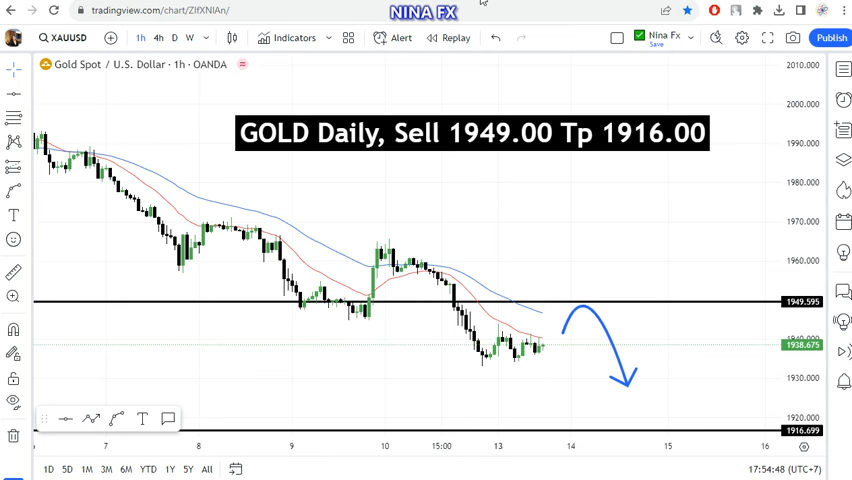 NINA FX
tradingview.com/chart/ZIfXNIAn/
XAUUSD 1h 4h D W Indicators Alert Replay Nina Fx Save Publish
Gold Spot / U.S. Dollar · 1h · OANDA
GOLD Daily, Sell 1949.00 Tp 1916.00
2010.000
2000.000
1990.000
1980.000
1970.000
1960.000
1949.595
1940.000
1938.675
1930.000
1920.000
1916.699
7 8 9 10 15:00 13 14 15 16
1D 5D 1M 3M 6M YTD 1Y 5Y All 17:54:48 (UTC+7)